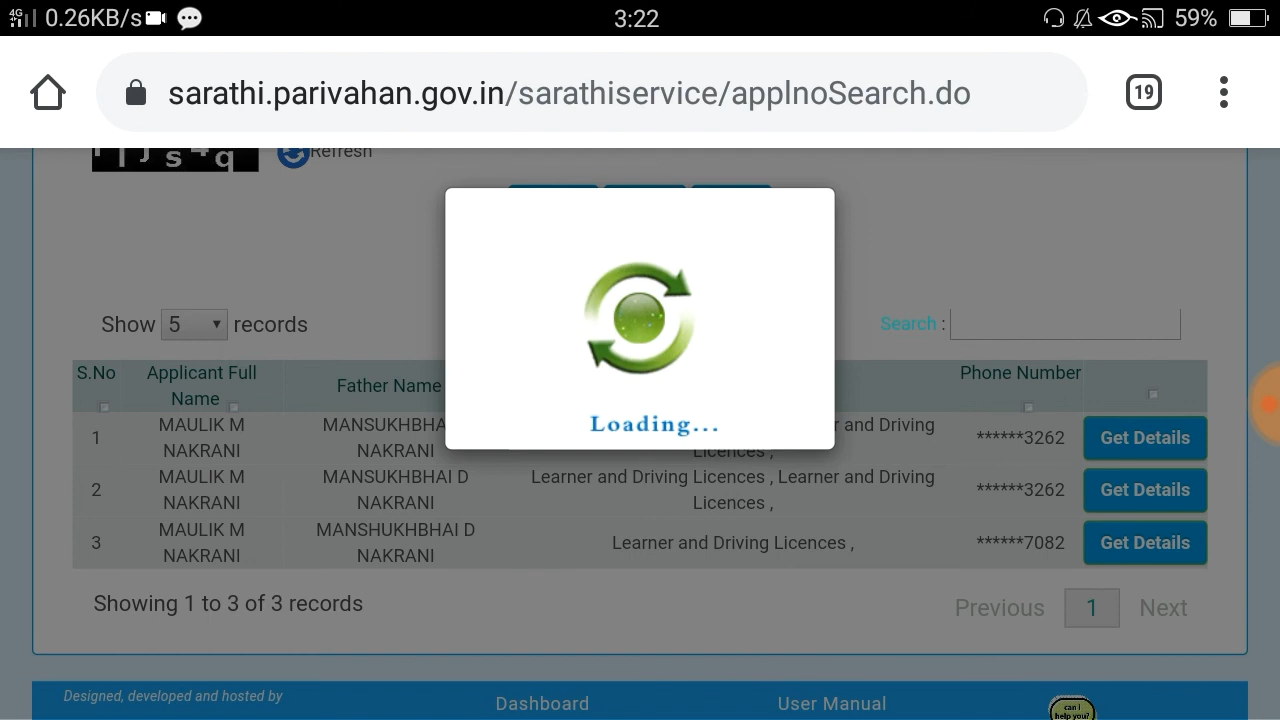 4G 0.26KB/s 3:22 59%
sarathi.parivahan.gov.in/sarathiservice/applnoSearch.do 19
Refresh
Show 5 records Search :
S.No Applicant Full Name Father Name Phone Number
1 MAULIK M NAKRANI NAKRANI r and Driving Licences , ******3262 Get Details
2 MAULIK M NAKRANI MANSUKHBHAI D NAKRANI Learner and Driving Licences , Learner and Driving Licences , ******3262 Get Details
3 MAULIK M NAKRANI MANSHUKHBHAI D NAKRANI Learner and Driving Licences , ******7082 Get Details
Loading...
Showing 1 to 3 of 3 records Previous 1 Next
Designed, developed and hosted by Dashboard User Manual can I
help you?